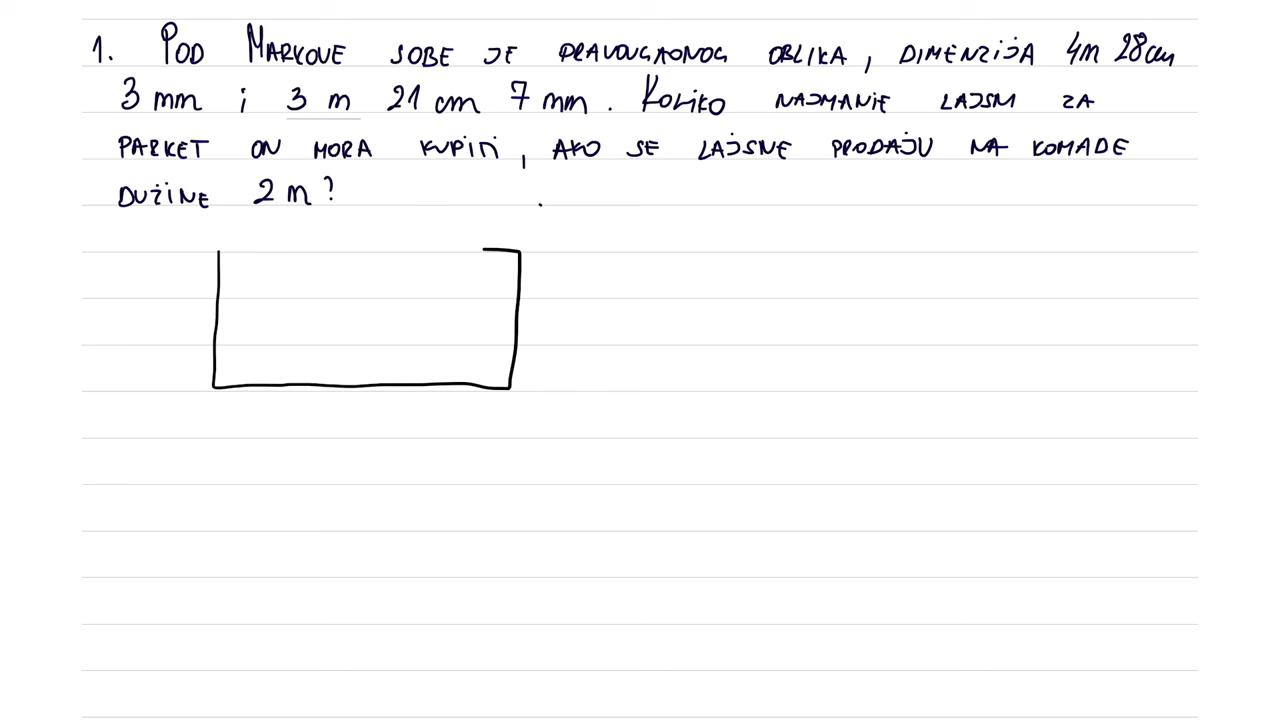 1. POD MARKOVE SOBE JE PRAVOUGAONOG OBLIKA, DIMENZIJA 4m 28cm
3 mm i 3 m 21 cm 7 mm. KOLIKO NAJMANJE LAJSNI ZA
PARKET ON MORA KUPITI, AKO SE LAJSNE PRODAJU NA KOMADE
DUŽINE 2 m?